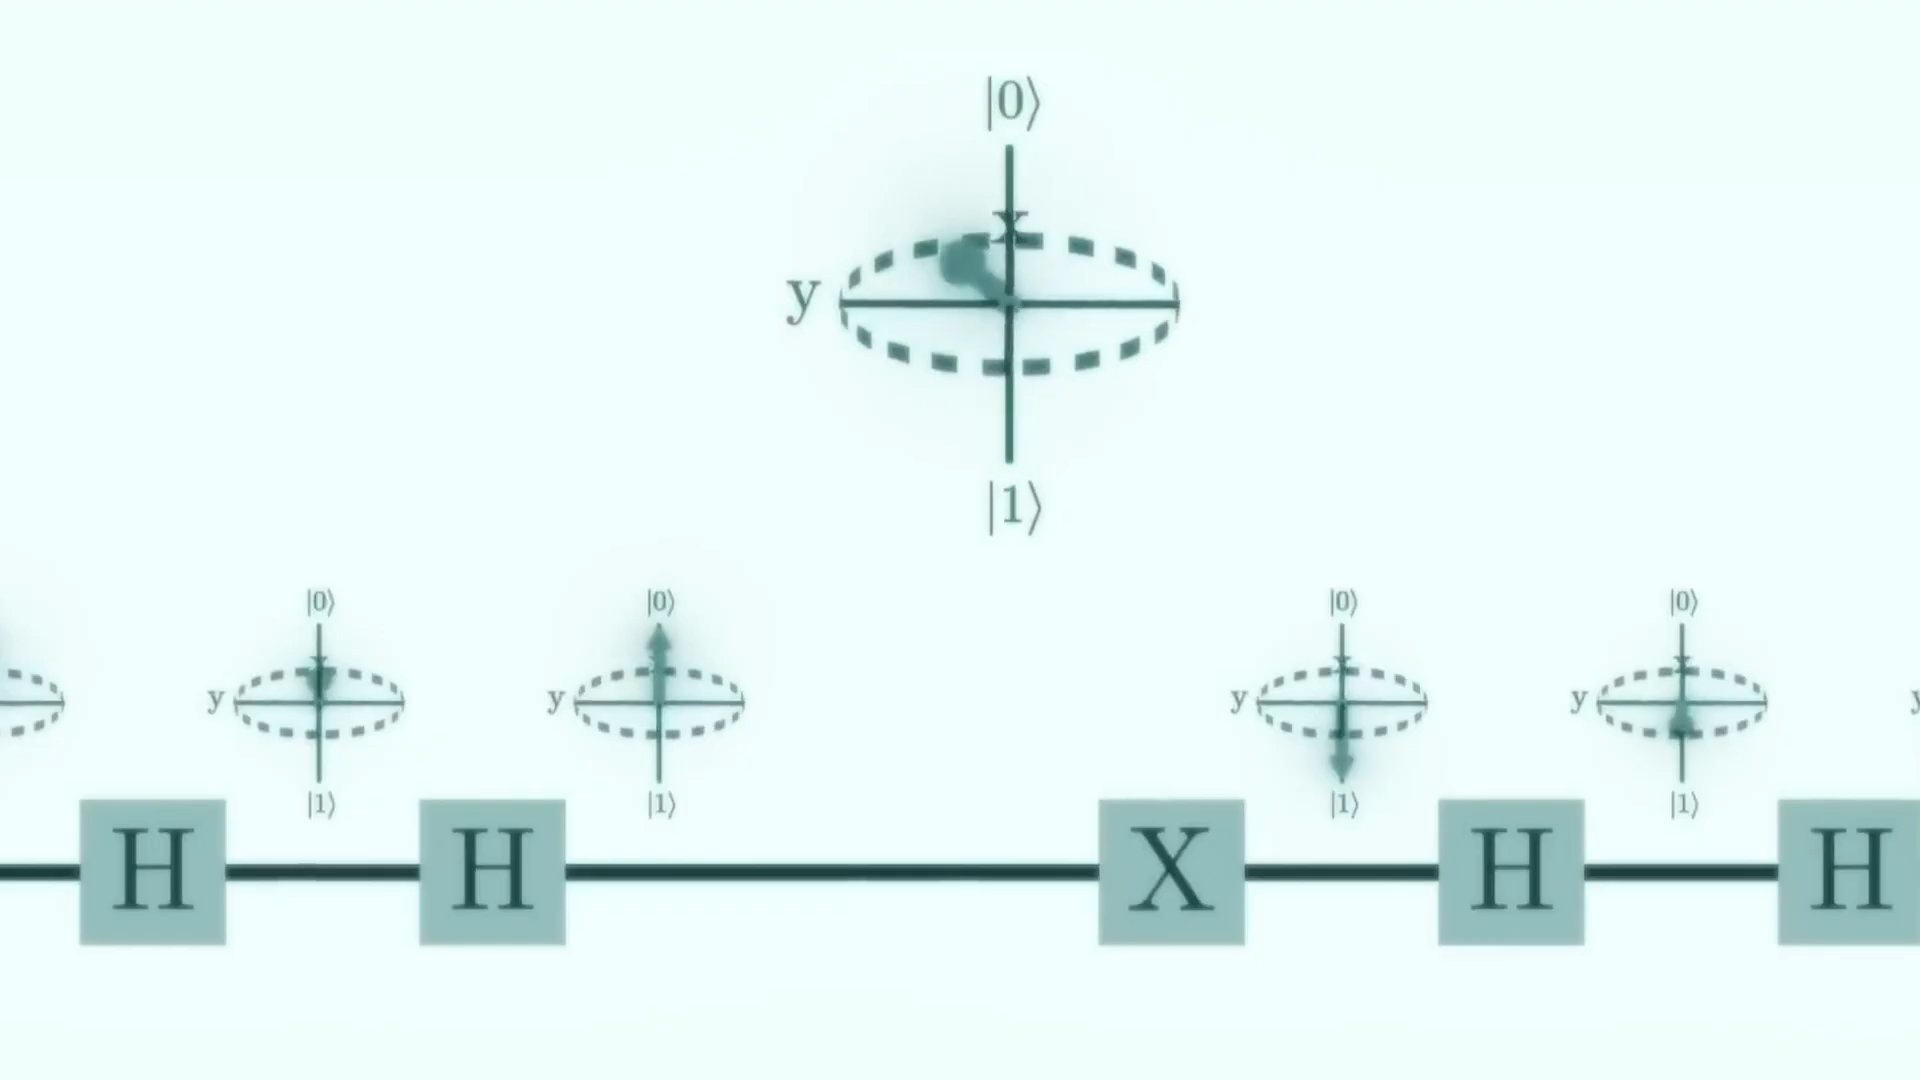 |0⟩
x
y
|1⟩
|0⟩ |0⟩ |0⟩ |0⟩
x x x
y y y y
|1⟩ |1⟩ |1⟩ |1⟩
H H X H H